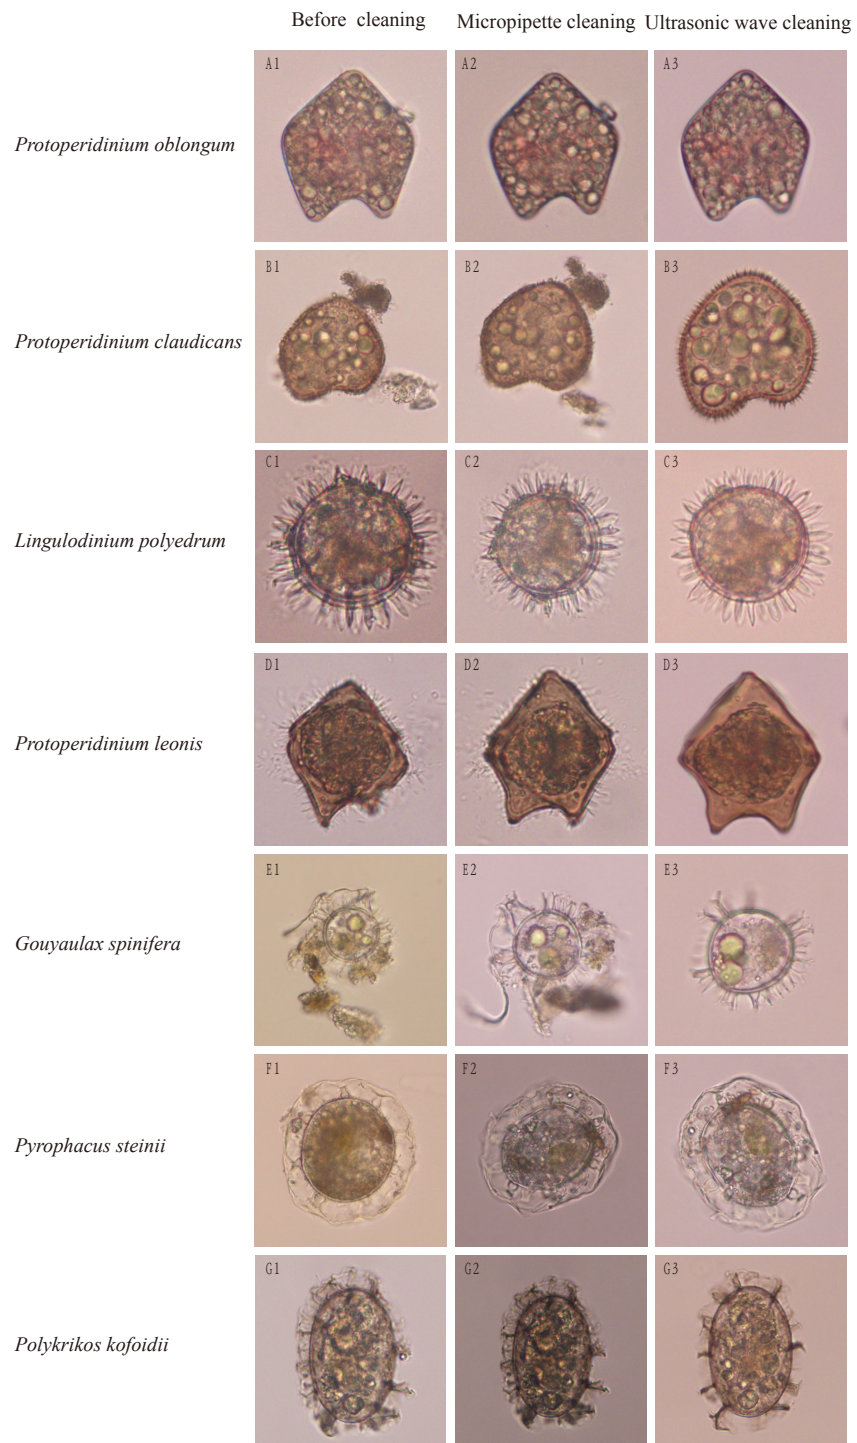 Before cleaning Micropipette cleaning Ultrasonic wave cleaning
A1 A2 A3
Protoperidinium oblongum
B1 B2 B3
Protoperidinium claudicans
C1 C2 C3
Lingulodinium polyedrum
D1 D2 D3
Protoperidinium leonis
E1 E2 E3
Gouyaulax spinifera
F1 F2 F3
Pyrophacus steinii
G1 G2 G3
Polykrikos kofoidii